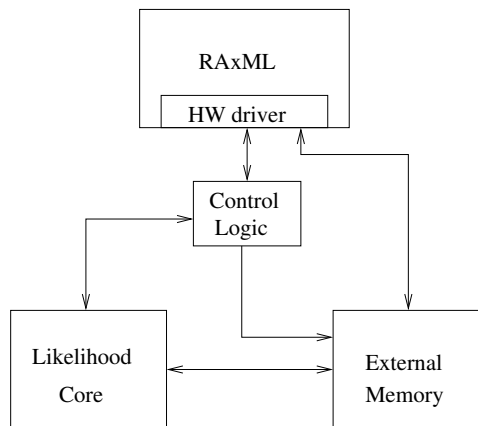 RAxML
HW driver
Control
Logic
Likelihood
Core
External
Memory